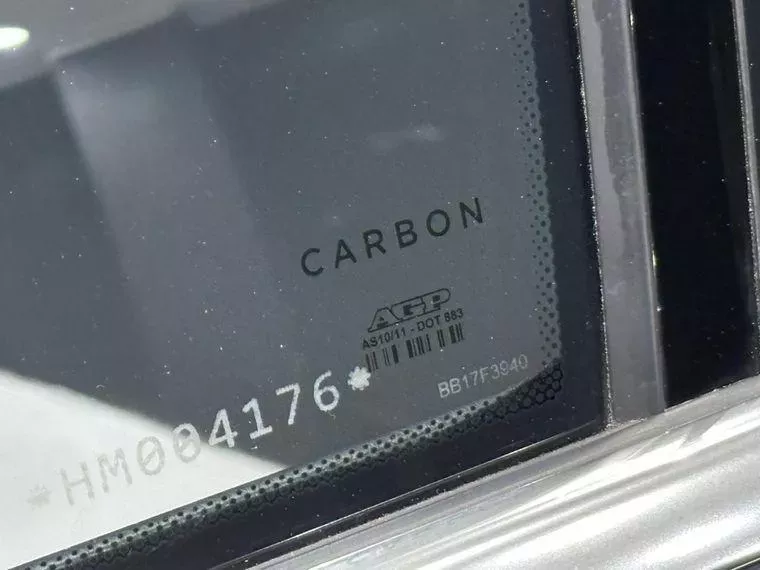 CARBON
AGP
AS10/11 - DOT 883
BB17F3940
*HM004176*